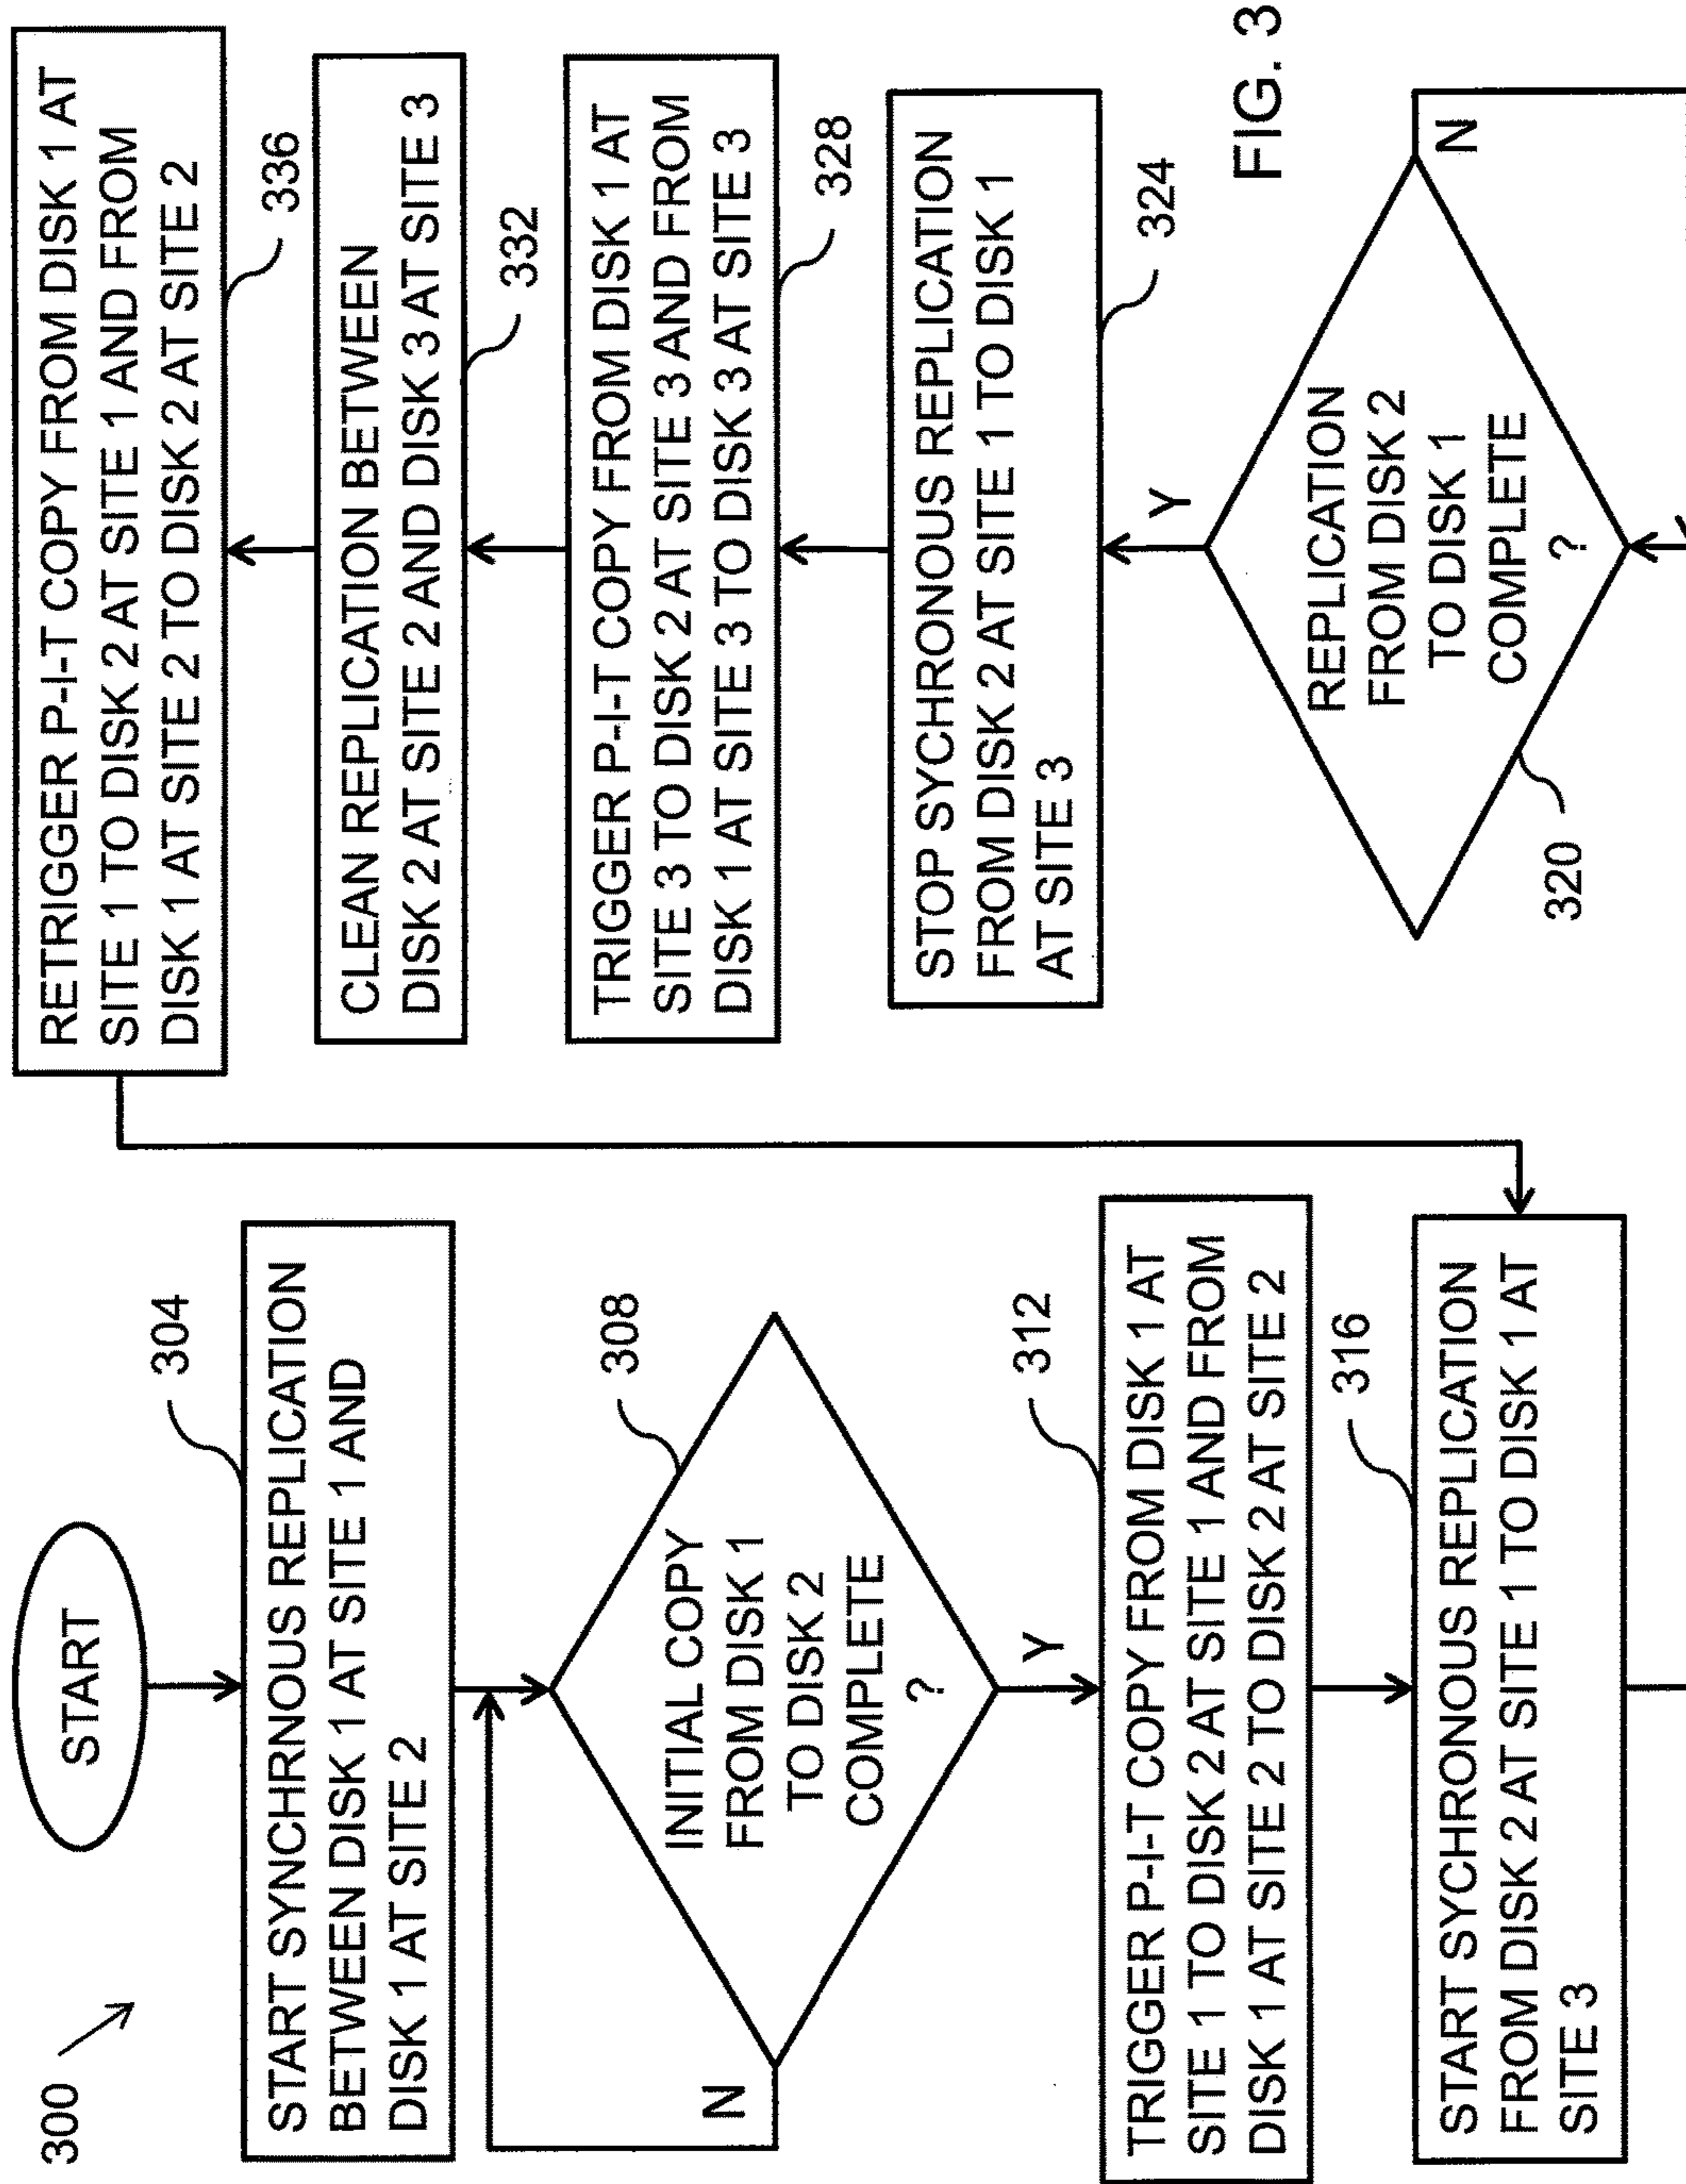 300
START
304
START SYNCHRNOUS REPLICATION
BETWEEN DISK 1 AT SITE 1 AND
DISK 1 AT SITE 2
308
INITIAL COPY
FROM DISK 1
TO DISK 2
COMPLETE
?
N
Y
312
TRIGGER P-I-T COPY FROM DISK 1 AT
SITE 1 TO DISK 2 AT SITE 1 AND FROM
DISK 1 AT SITE 2 TO DISK 2 AT SITE 2
316
START SYCHRONOUS REPLICATION
FROM DISK 2 AT SITE 1 TO DISK 1 AT
SITE 3
RETRIGGER P-I-T COPY FROM DISK 1 AT
SITE 1 TO DISK 2 AT SITE 1 AND FROM
DISK 1 AT SITE 2 TO DISK 2 AT SITE 2
336
CLEAN REPLICATION BETWEEN
DISK 2 AT SITE 2 AND DISK 3 AT SITE 3
332
TRIGGER P-I-T COPY FROM DISK 1 AT
SITE 3 TO DISK 2 AT SITE 3 AND FROM
DISK 1 AT SITE 3 TO DISK 3 AT SITE 3
328
STOP SYCHRONOUS REPLICATION
FROM DISK 2 AT SITE 1 TO DISK 1
AT SITE 3
324
Y
REPLICATION
FROM DISK 2
TO DISK 1
COMPLETE
?
N
320
FIG. 3